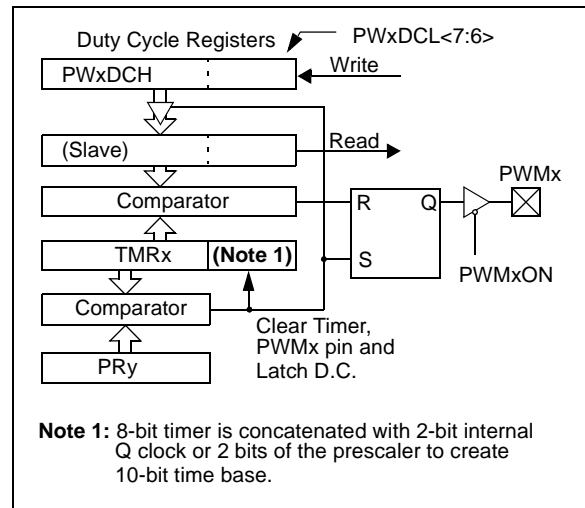 Duty Cycle Registers
PWxDCL<7:6>
PWxDCH
Write
(Slave)
Read
Comparator
R
Q
PWMx
TMRx
(Note 1)
S
PWMxON
Comparator
Clear Timer,
PWMx pin and
Latch D.C.
PRy
Note 1: 8-bit timer is concatenated with 2-bit internal
Q clock or 2 bits of the prescaler to create
10-bit time base.